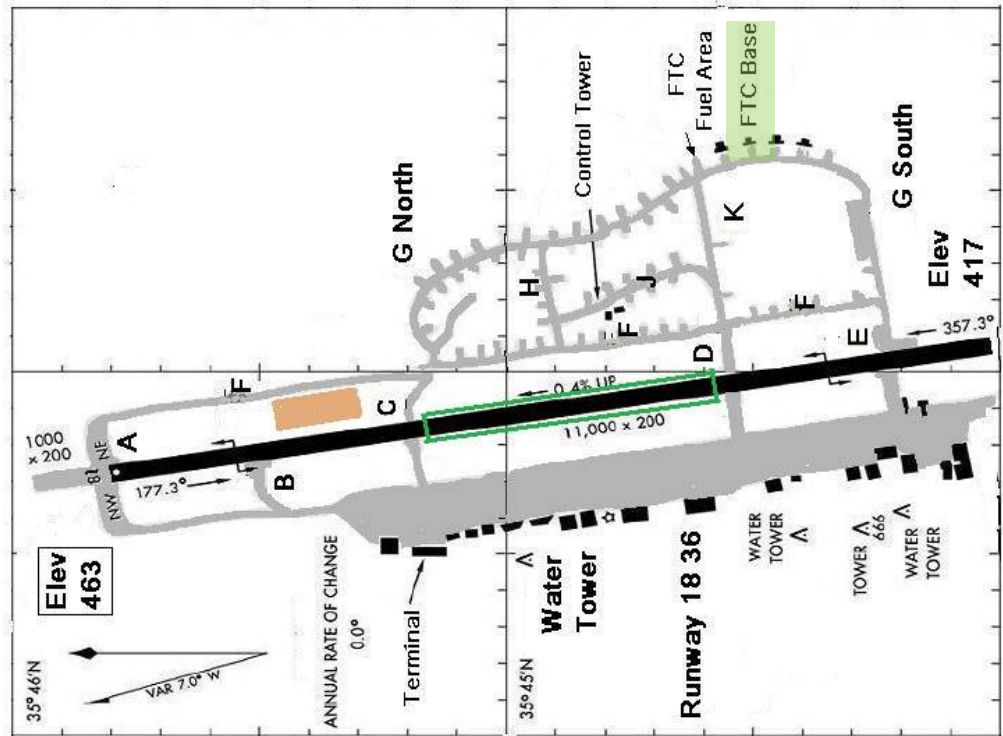 FTC
Fuel Area
FTC Base
Control Tower
G North
G South
K
H
J
F
F
F
Elev
417
357.3°
E
D
C
0.4% UP
11,000 x 200
1000
x 200
NE
18
NW
A
177.3°
B
Elev
463
VAR 7.0° W
35°46'N
ANNUAL RATE OF CHANGE
0.0°
Terminal
Water
Tower
35°45'N
Runway 18 36
WATER
TOWER
TOWER
666
WATER
TOWER